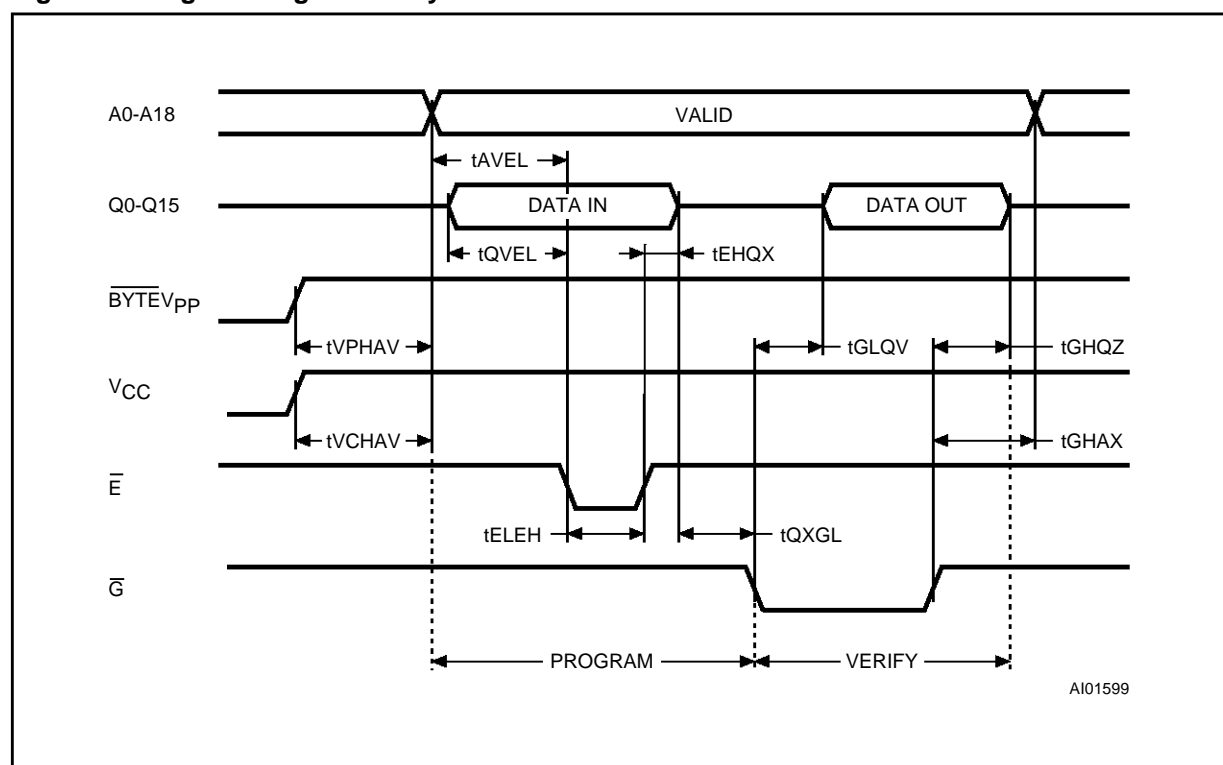 A0-A18
VALID
tAVEL
Q0-Q15
DATA IN
DATA OUT
tQVEL
tEHQX
BYTEVPP
tVPHAV
tGLQV
tGHQZ
VCC
tVCHAV
tGHAX
E
tELEH
tQXGL
G
PROGRAM
VERIFY
AI01599